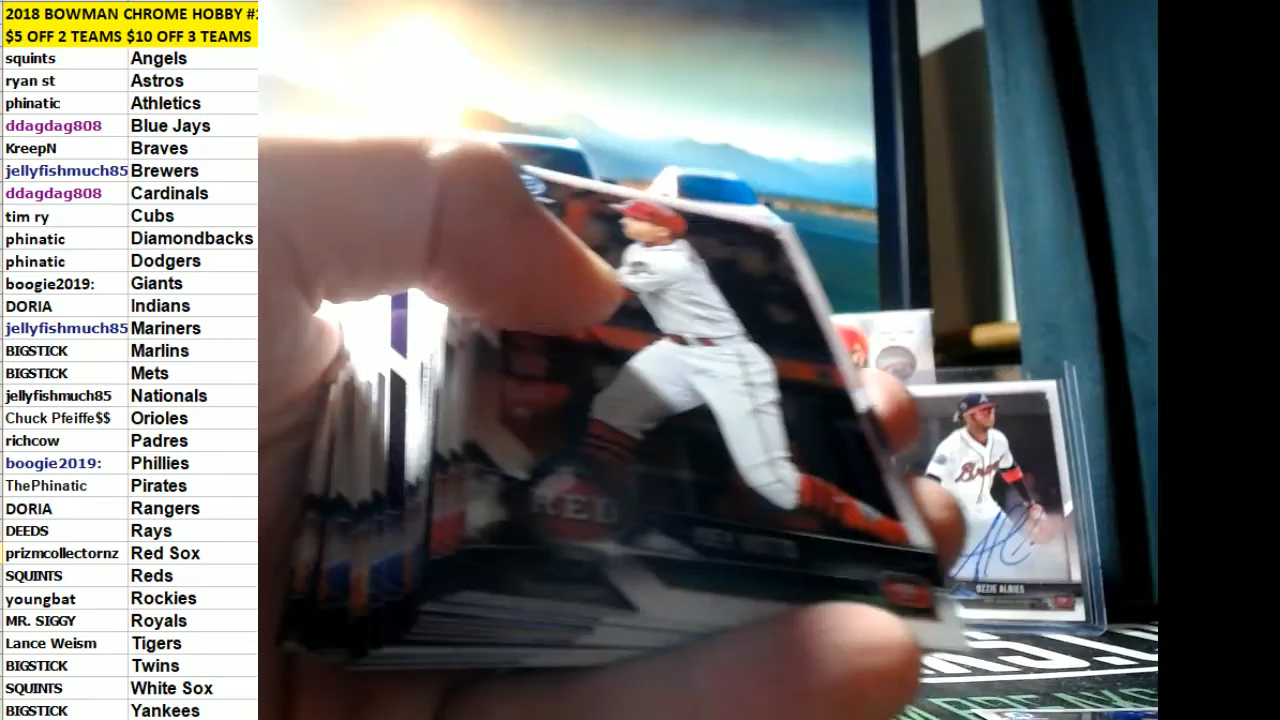 2018 BOWMAN CHROME HOBBY #
$5 OFF 2 TEAMS $10 OFF 3 TEAMS
squints Angels
ryan st Astros
phinatic Athletics
ddagdag808 Blue Jays
KreepN Braves
jellyfishmuch85 Brewers
ddagdag808 Cardinals
tim ry Cubs
phinatic Diamondbacks
phinatic Dodgers
boogie2019: Giants
DORIA Indians
jellyfishmuch85 Mariners
BIGSTICK Marlins
BIGSTICK Mets
jellyfishmuch85 Nationals
Chuck Pfeiffe$$ Orioles
richcow Padres
boogie2019: Phillies
ThePhinatic Pirates
DORIA Rangers
DEEDS Rays
prizmcollectornz Red Sox
SQUINTS Reds
youngbat Rockies
MR. SIGGY Royals
Lance Weism Tigers
BIGSTICK Twins
SQUINTS White Sox
BIGSTICK Yankees
REDS
OZZIE ALBIES